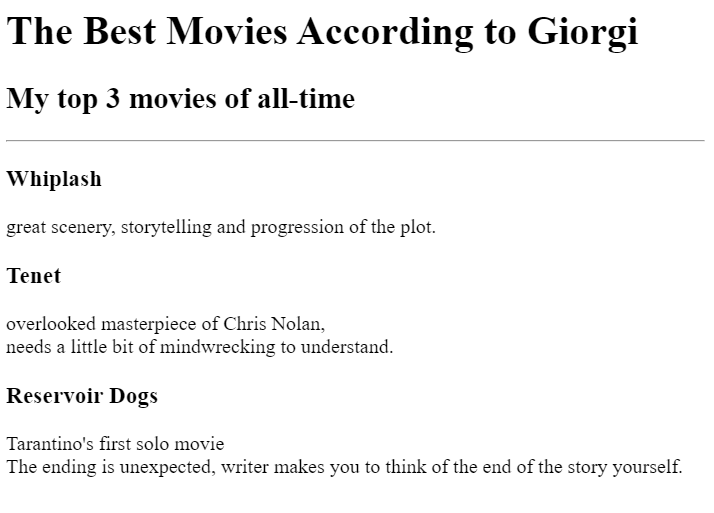 The Best Movies According to Giorgi
My top 3 movies of all-time
Whiplash
great scenery, storytelling and progression of the plot.
Tenet
overlooked masterpiece of Chris Nolan,
needs a little bit of mindwrecking to understand.
Reservoir Dogs
Tarantino's first solo movie
The ending is unexpected, writer makes you to think of the end of the story yourself.